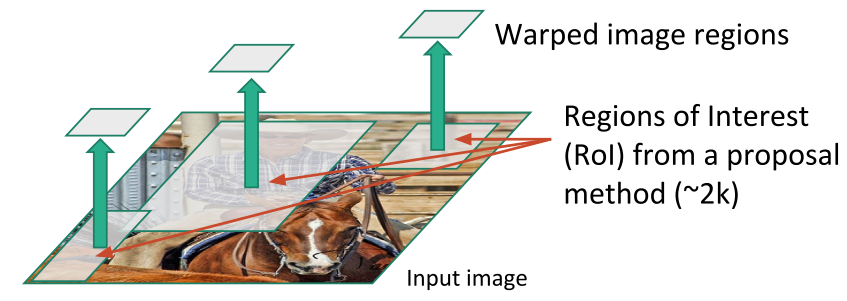 Warped image regions
Regions of Interest
(RoI) from a proposal
method (~2k)
Input image